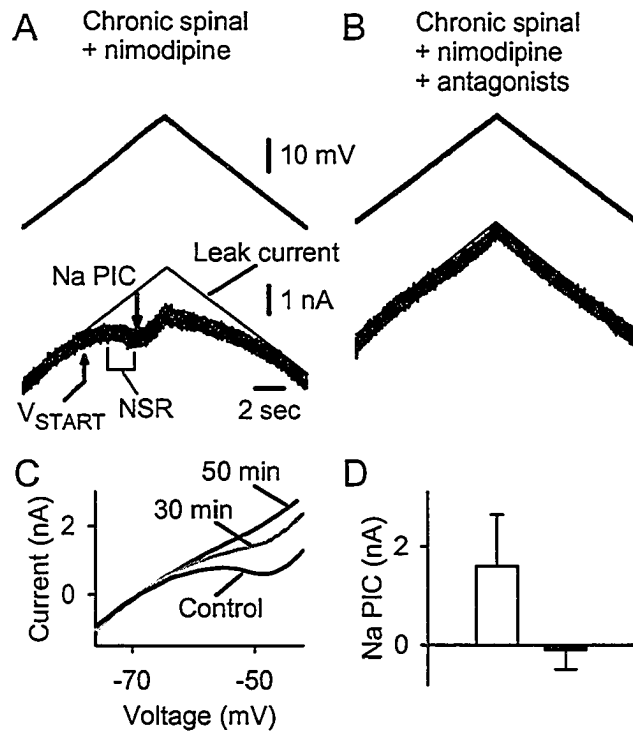 A
Chronic spinal
+ nimodipine
B
Chronic spinal
+ nimodipine
+ antagonists
10 mV
Na PIC
Leak current
1 nA
VSTART
NSR
2 sec
C
50 min
30 min
Control
Current (nA)
2
0
-70
-50
Voltage (mV)
D
Na PIC (nA)
2
0